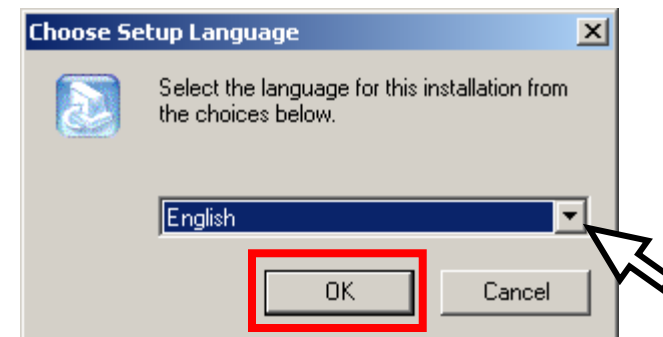 Choose Setup Language
Select the language for this installation from
the choices below.
English
OK
Cancel